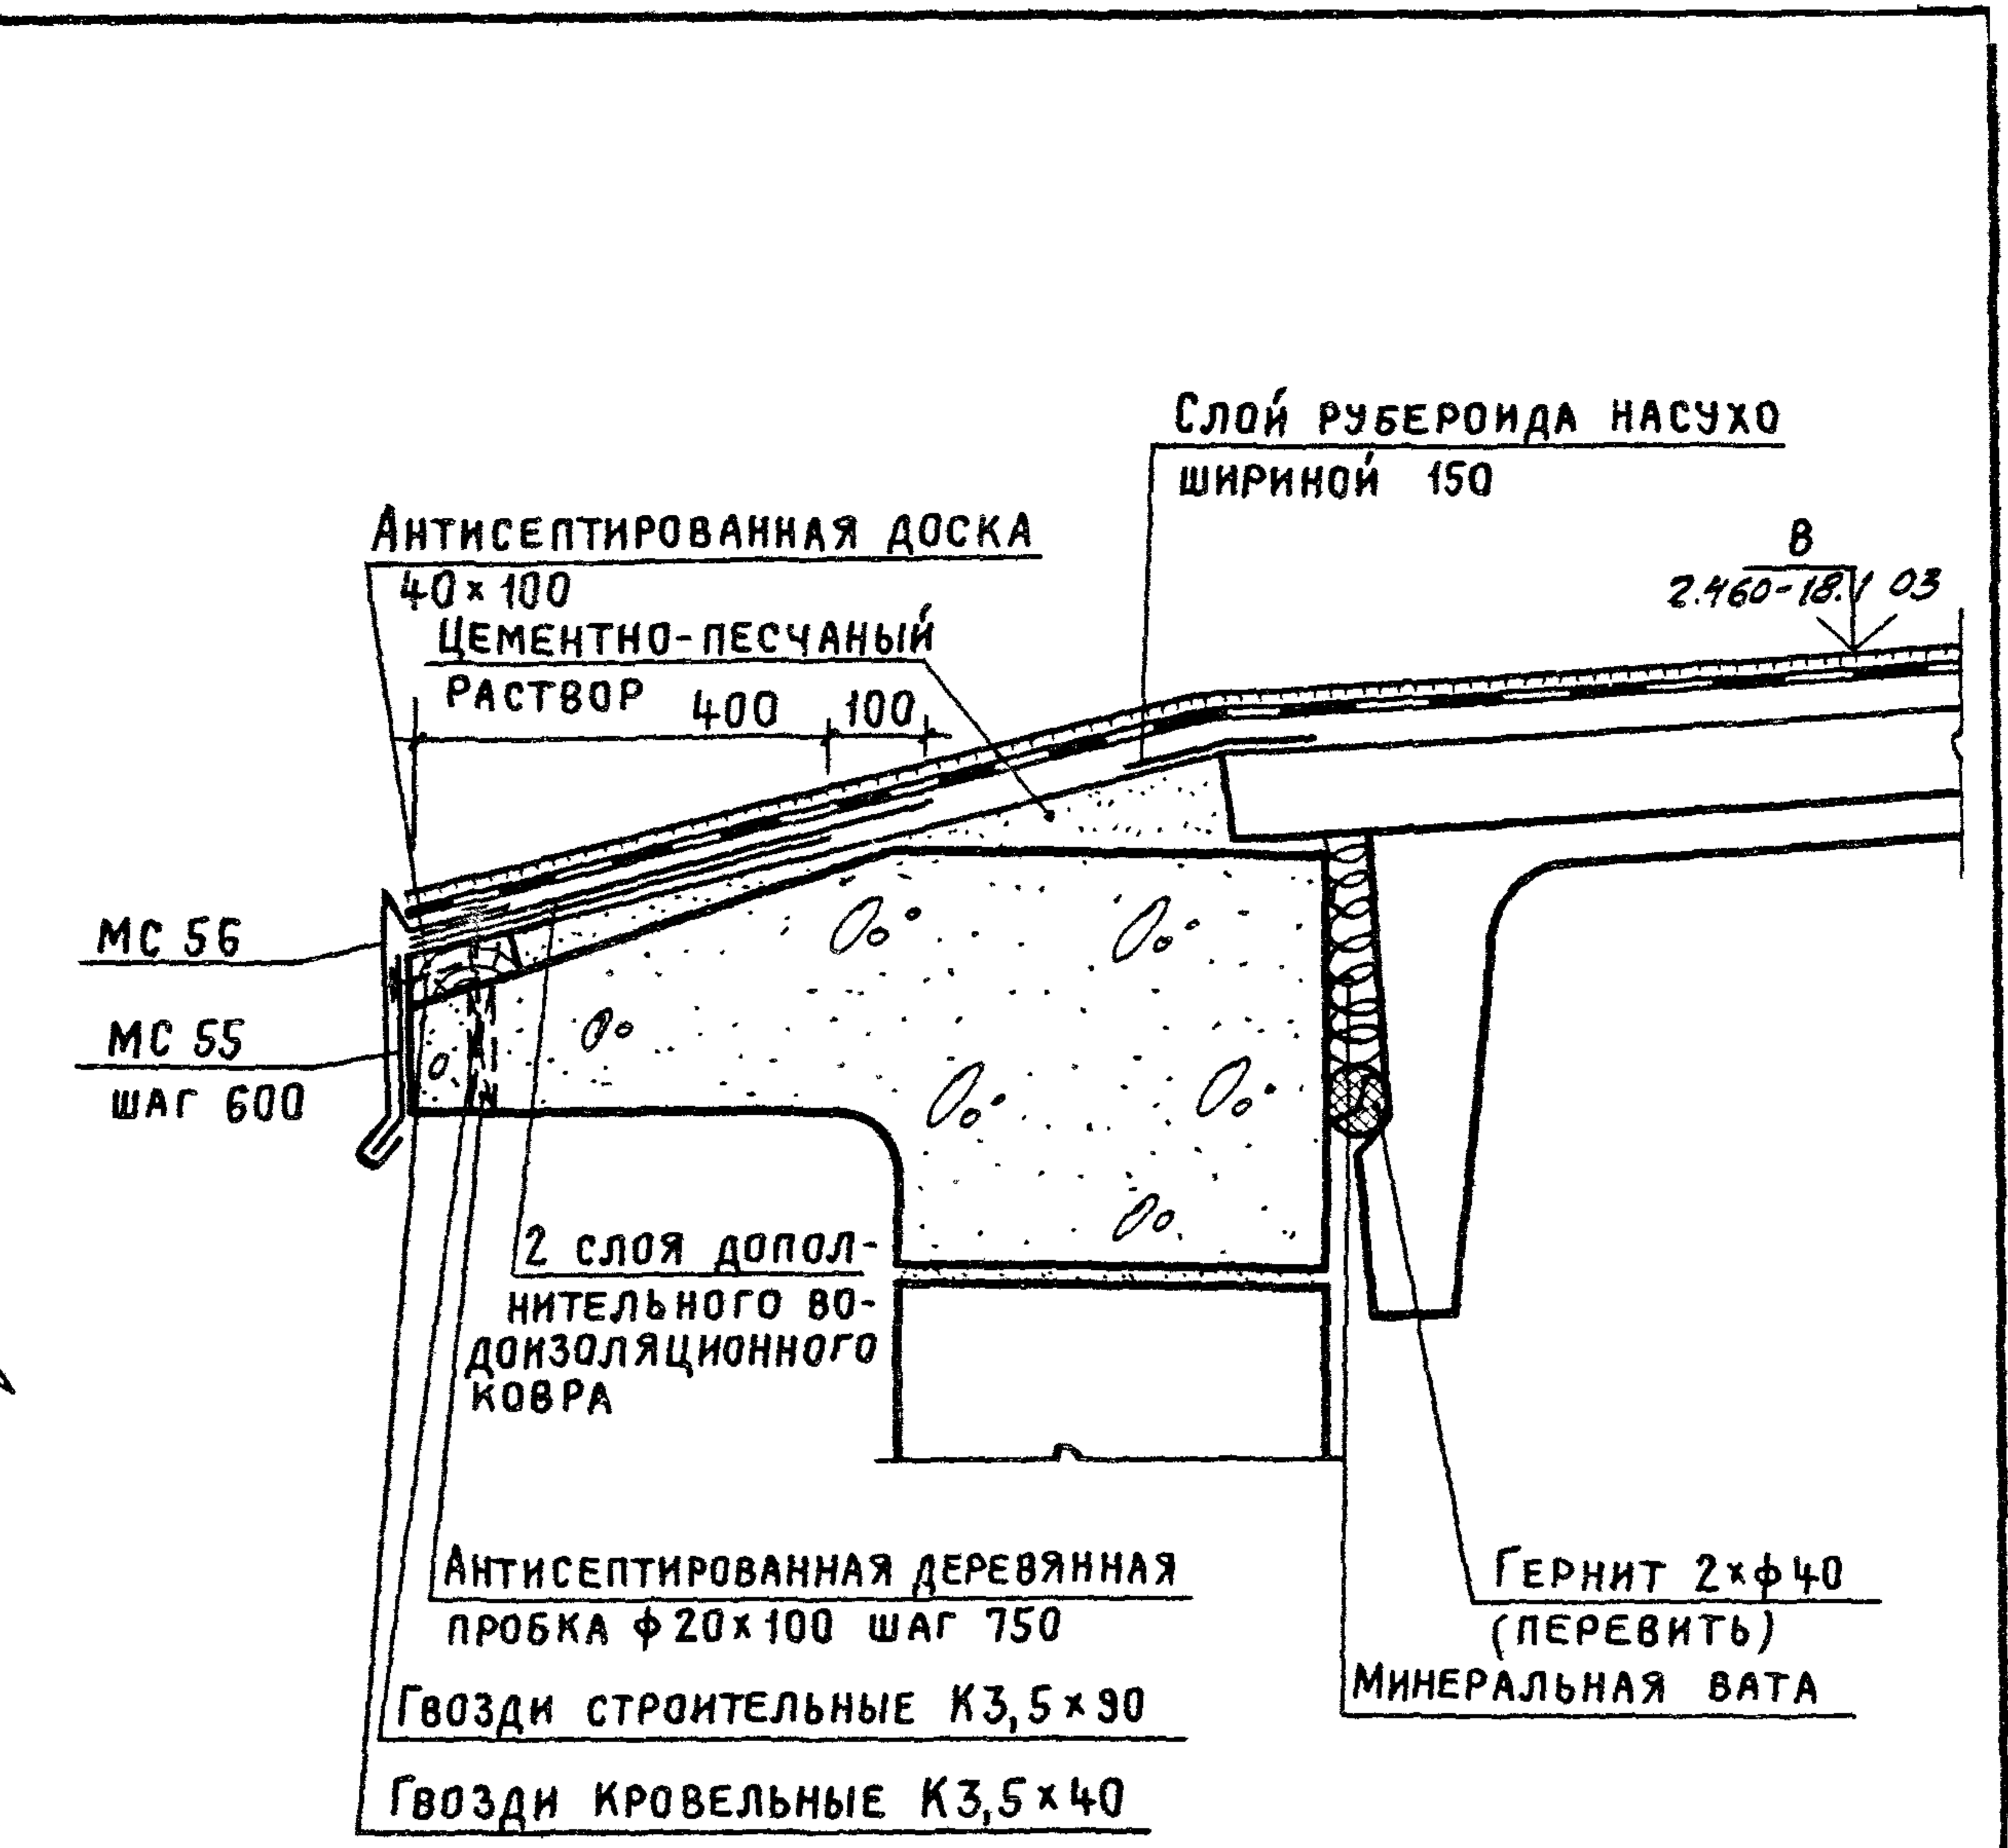 Слой рубероида насухо
шириной 150
Антисептированная доска
40×100
Цементно-песчаный
раствор
400
100
В
2.460-18.1 03
МС 56
МС 55
шаг 600
2 слоя допол-
нительного во-
доизоляционного
ковра
Антисептированная деревянная
пробка ф20×100 шаг 750
Гвозди строительные К3,5×90
Гвозди кровельные К3,5×40
Гернит 2×ф40
(перевить)
Минеральная вата